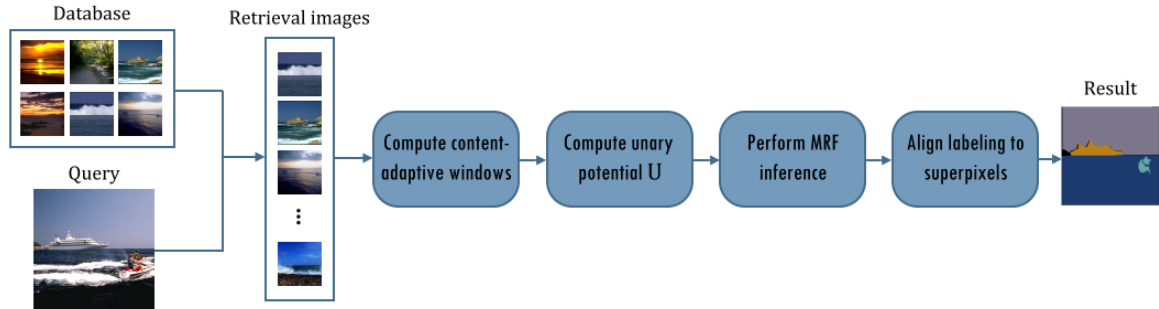 Database
Retrieval images
Query
Compute content-
adaptive windows
Compute unary
potential U
Perform MRF
inference
Align labeling to
superpixels
Result